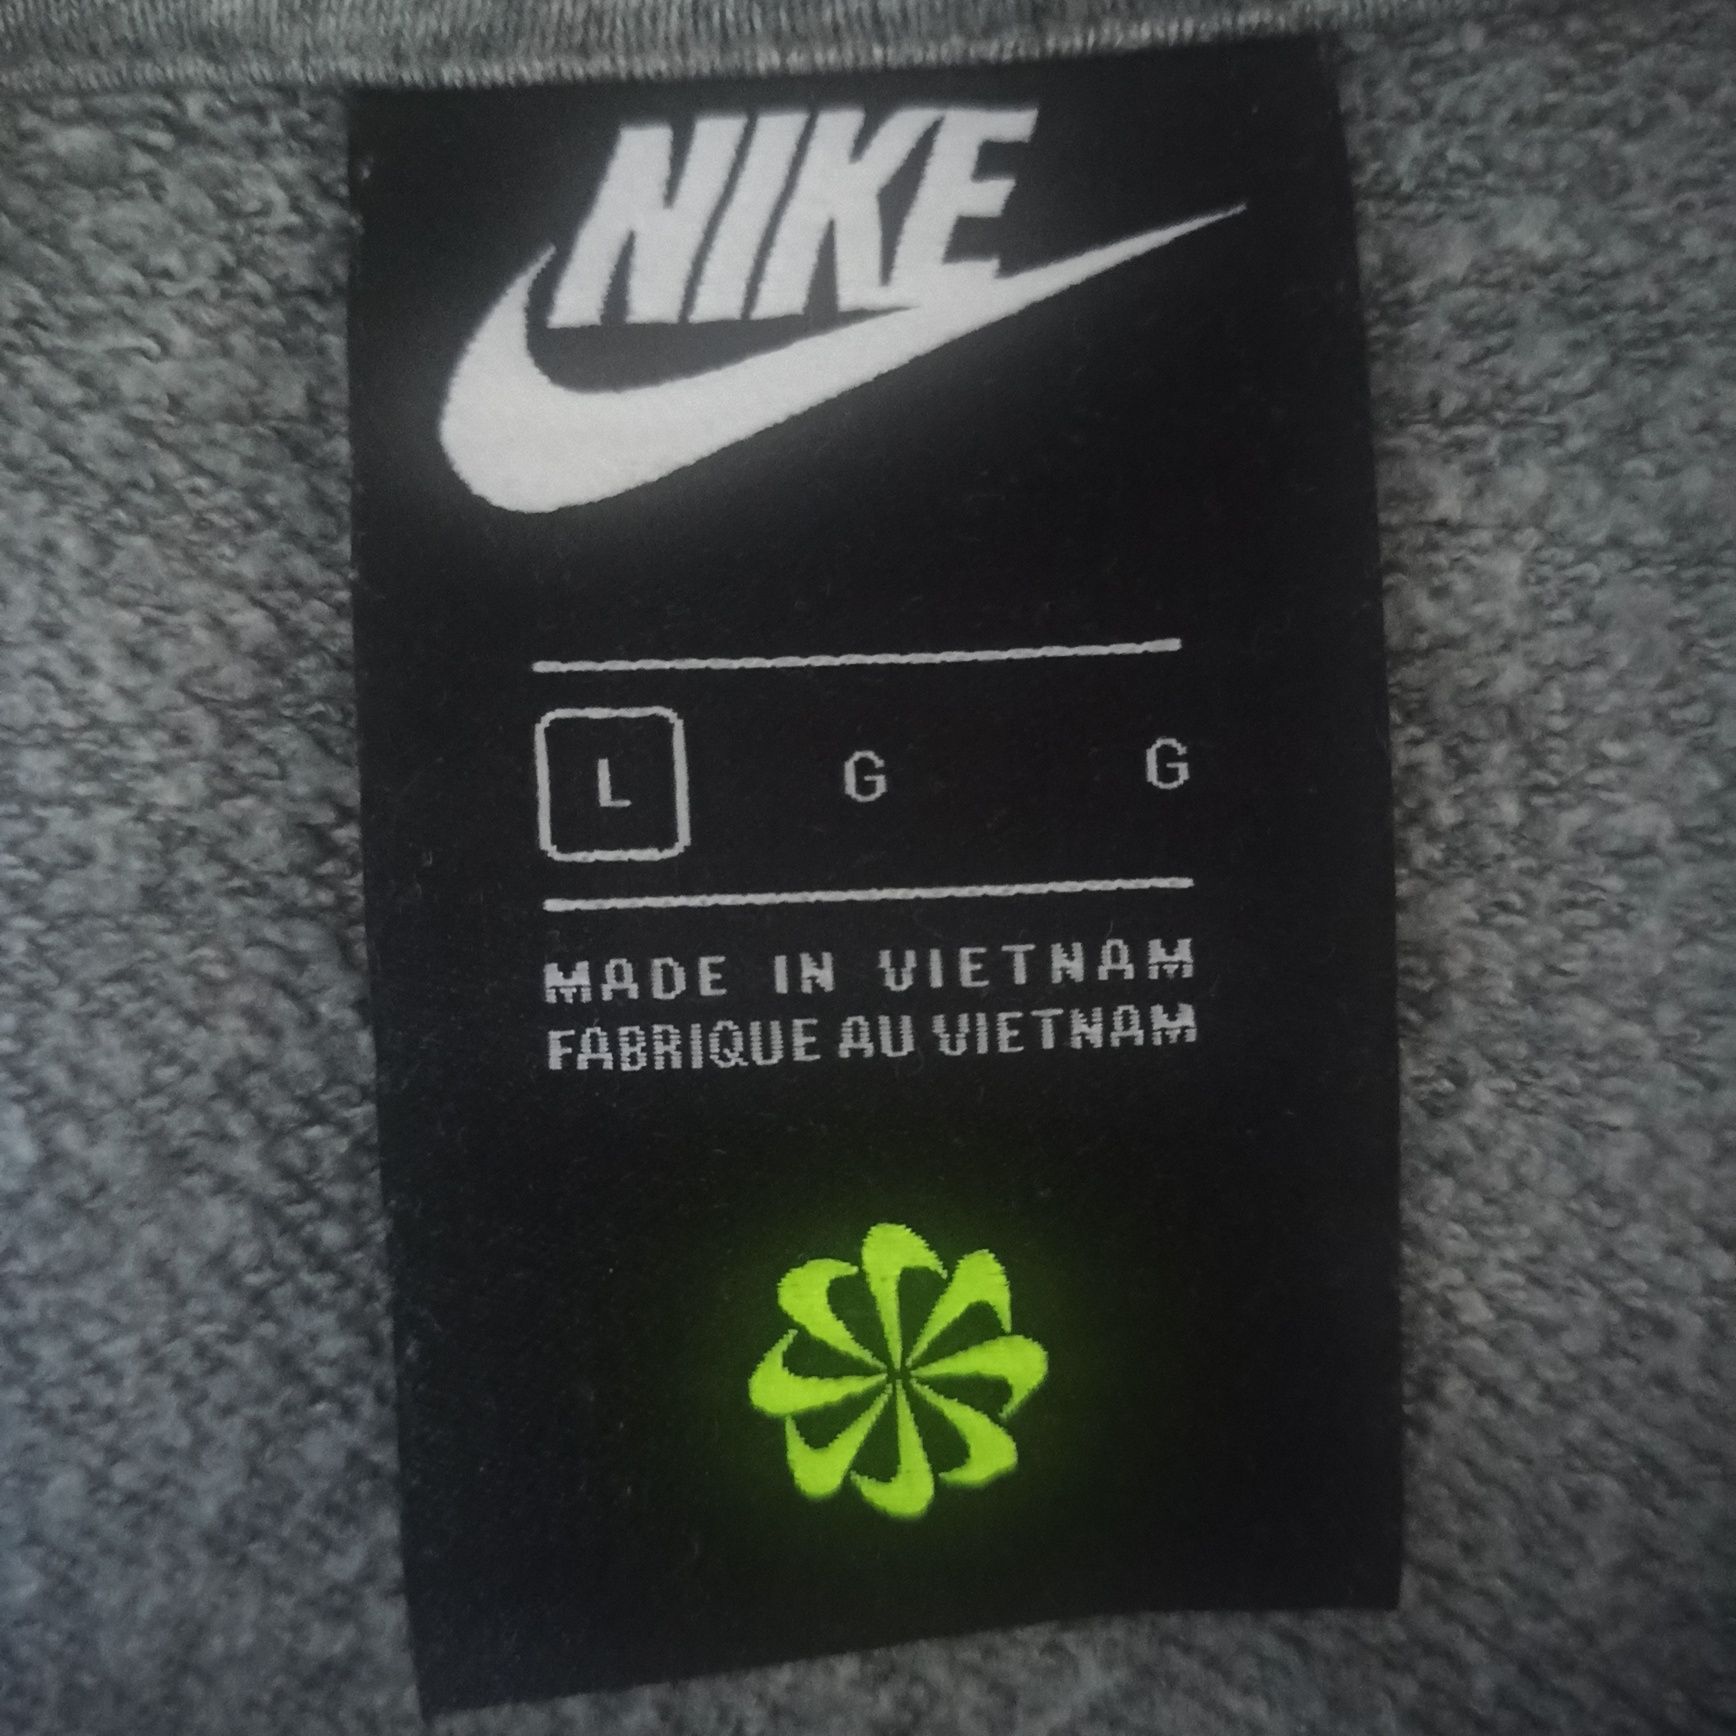 NIKE
L G G
MADE IN VIETNAM
FABRIQUE AU VIETNAM